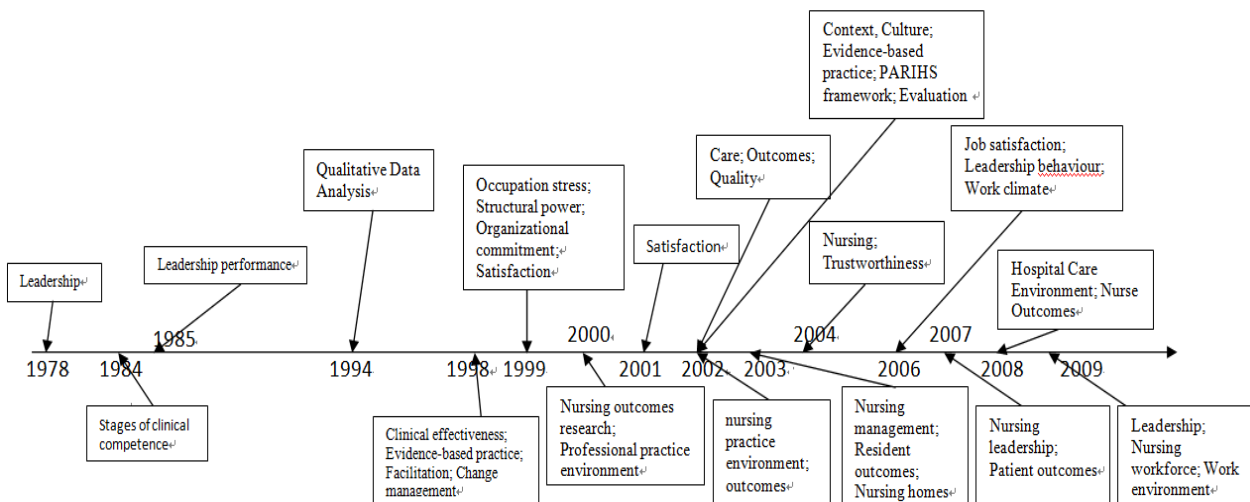 Context, Culture;
Evidence-based
practice; PARIHS
framework; Evaluation
Qualitative Data
Analysis
Occupation stress;
Structural power;
Organizational
commitment;
Satisfaction
Care; Outcomes;
Quality
Job satisfaction;
Leadership behaviour;
Work climate
Leadership
Leadership performance
Satisfaction
Nursing;
Trustworthiness
Hospital Care
Environment; Nurse
Outcomes
1978
1984
1985
1994
1998
1999
2000
2001
2002
2003
2004
2006
2007
2008
2009
Stages of clinical
competence
Clinical effectiveness;
Evidence-based practice;
Facilitation; Change
management
Nursing outcomes
research;
Professional practice
environment
nursing
practice
environment;
outcomes
Nursing
management;
Resident
outcomes;
Nursing homes
Nursing
leadership;
Patient outcomes
Leadership;
Nursing
workforce; Work
environment